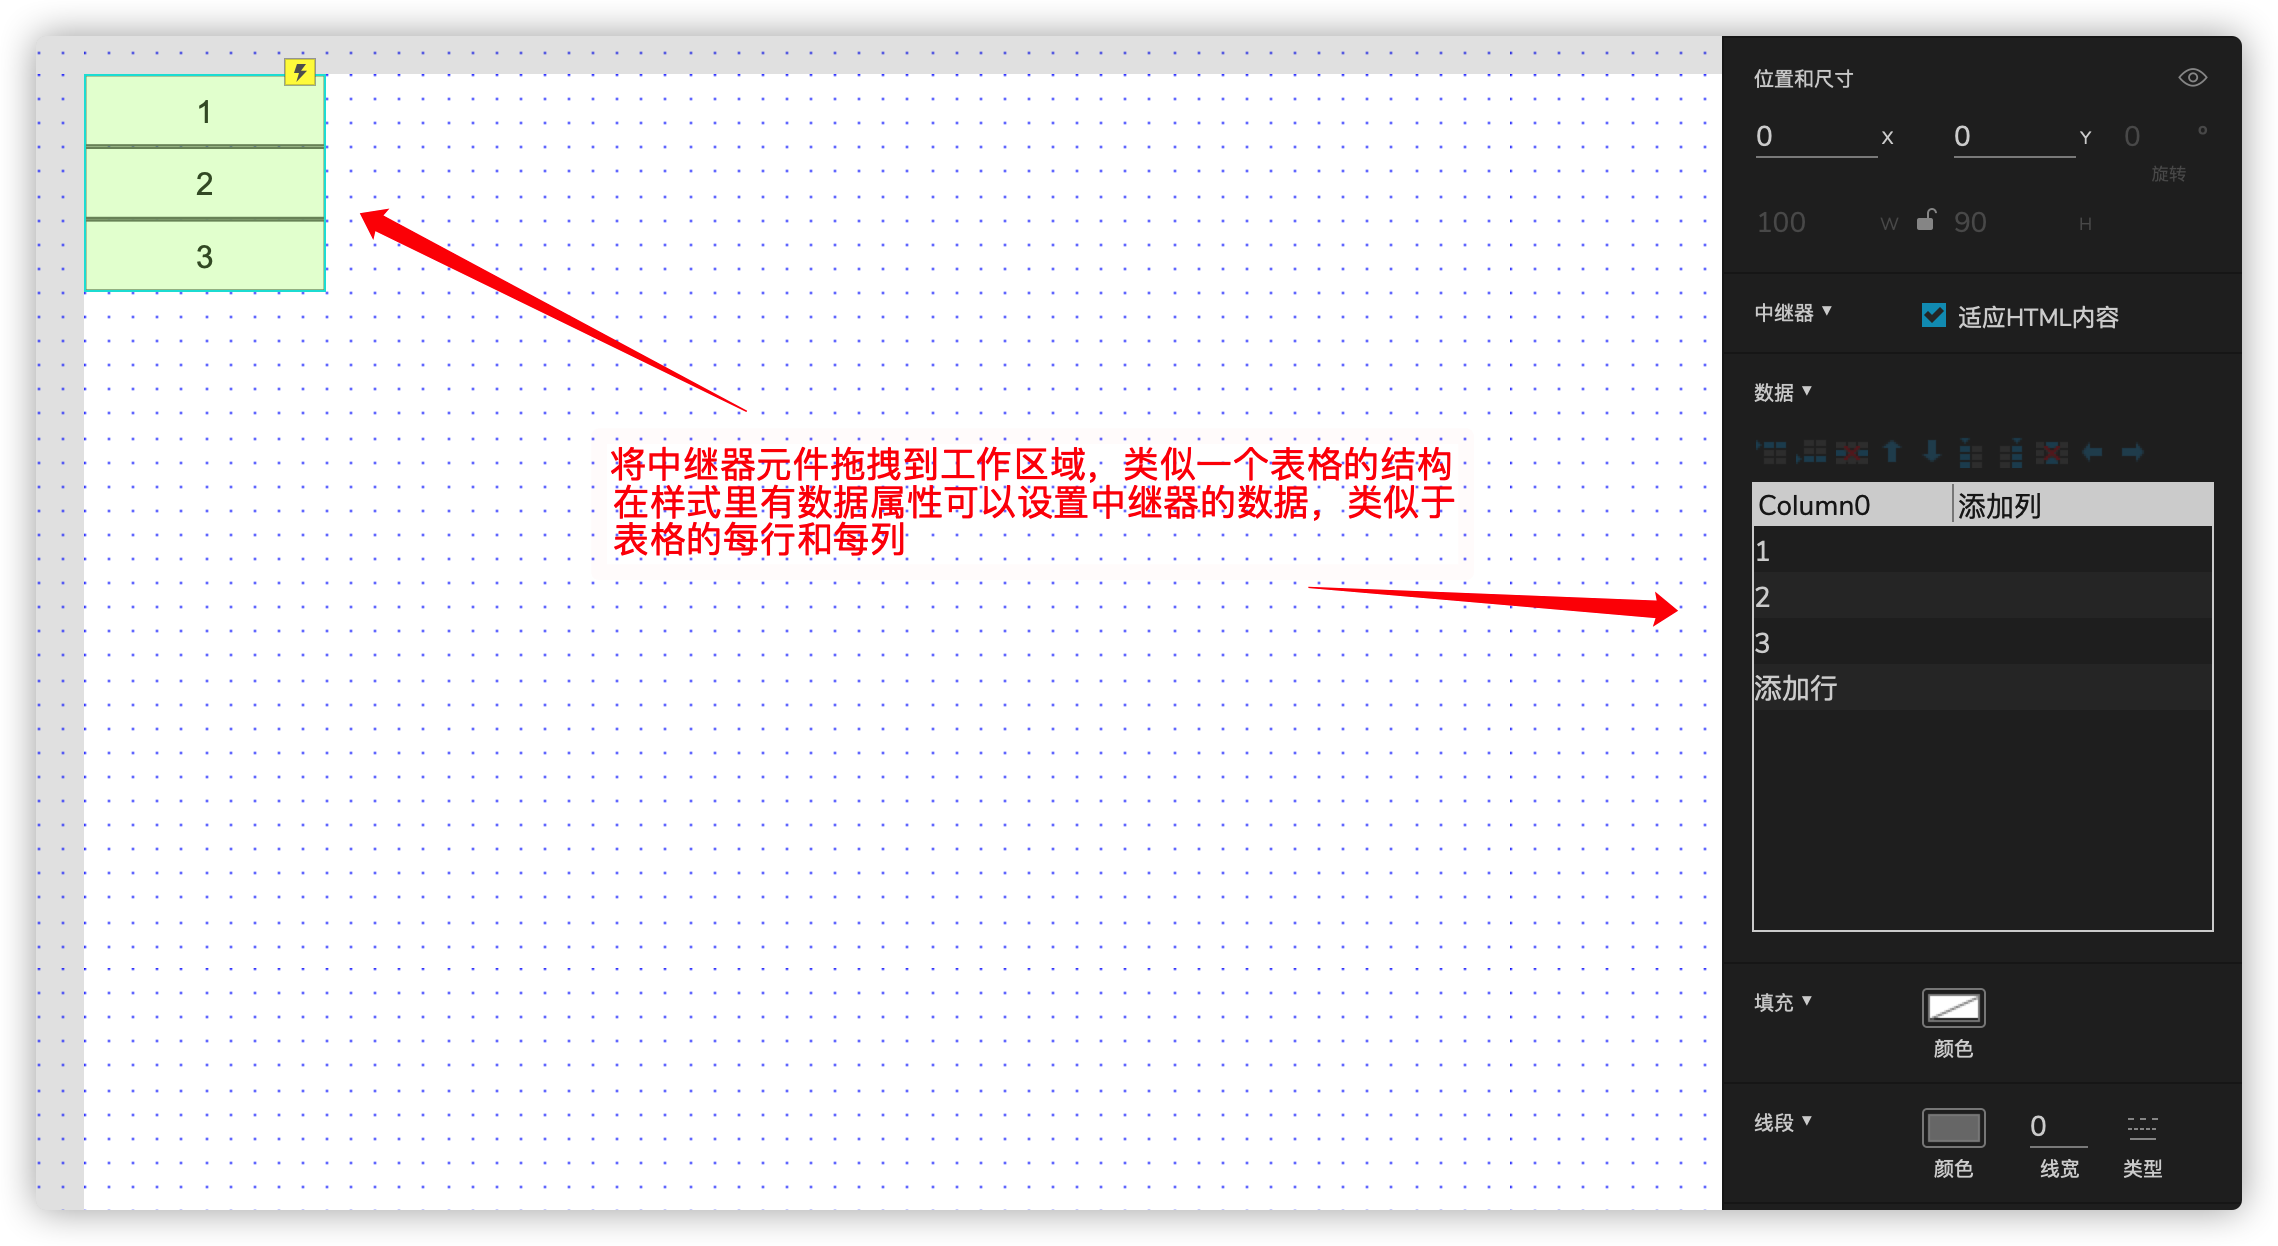 1
2
3
将中继器元件拖拽到工作区域，类似一个表格的结构
在样式里有数据属性可以设置中继器的数据，类似于
表格的每行和每列
位置和尺寸
0 X 0 Y 0 °
旋转
100 W 90 H
中继器 适应HTML内容
数据
Column0 添加列
1
2
3
添加行
填充
颜色
线段 0
颜色 线宽 类型